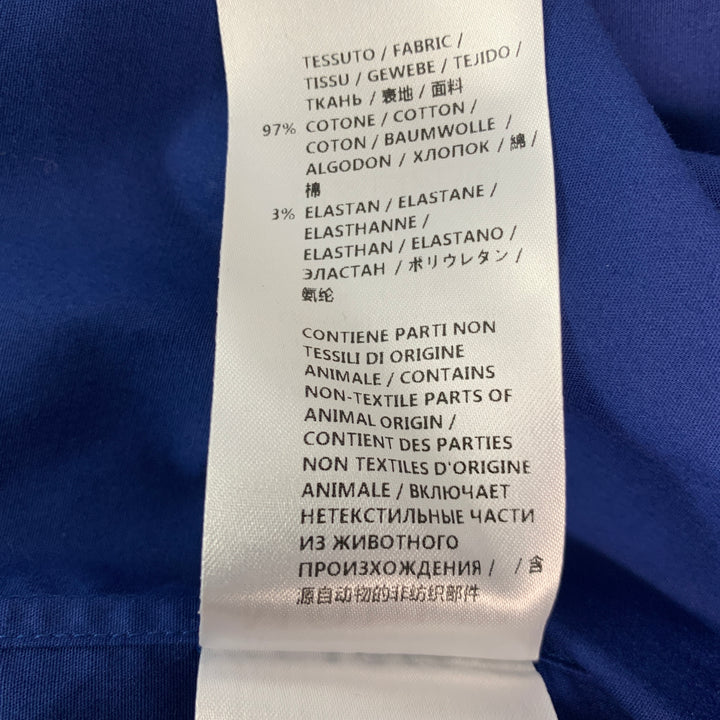 TESSUTO / FABRIC /
TISSU / GEWEBE / TEJIDO /
ТКАНЬ / 裏地 / 面料
97% COTONE / COTTON /
COTON / BAUMWOLLE /
ALGODON / ХЛОПОК / 綿 /
棉
3% ELASTAN / ELASTANE /
ELASTHANNE /
ELASTHAN / ELASTANO /
ЭЛАСТАН / ポリウレタン /
氨纶
CONTIENE PARTI NON
TESSILI DI ORIGINE
ANIMALE / CONTAINS
NON-TEXTILE PARTS OF
ANIMAL ORIGIN /
CONTIENT DES PARTIES
NON TEXTILES D'ORIGINE
ANIMALE / ВКЛЮЧАЕТ
НЕТЕКСТИЛЬНЫЕ ЧАСТИ
ИЗ ЖИВОТНОГО
ПРОИЗХОЖДЕНИЯ / / 含
源自动物的非纺织部件